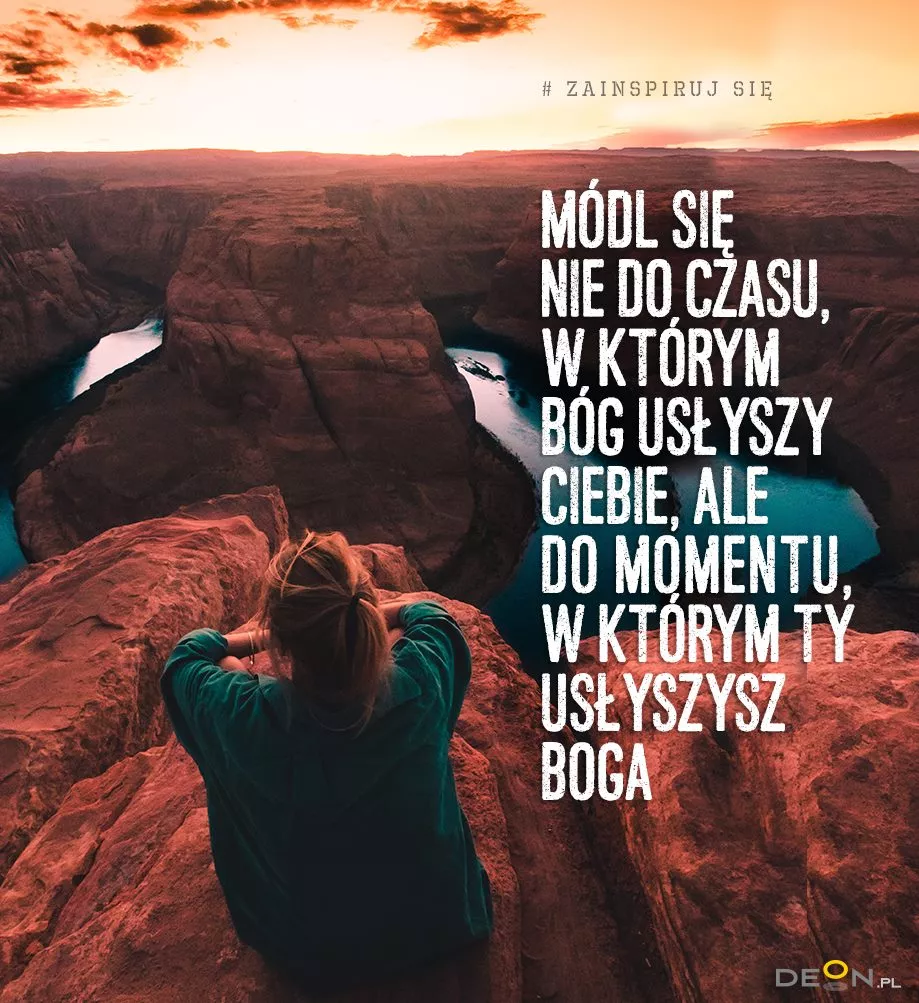 # ZAINSPIRUJ SIĘ
MÓDL SIĘ
NIE DO CZASU,
W KTÓRYM
BÓG USŁYSZY
CIEBIE, ALE
DO MOMENTU,
W KTÓRYM TY
USŁYSZYSZ
BOGA
DEON.PL